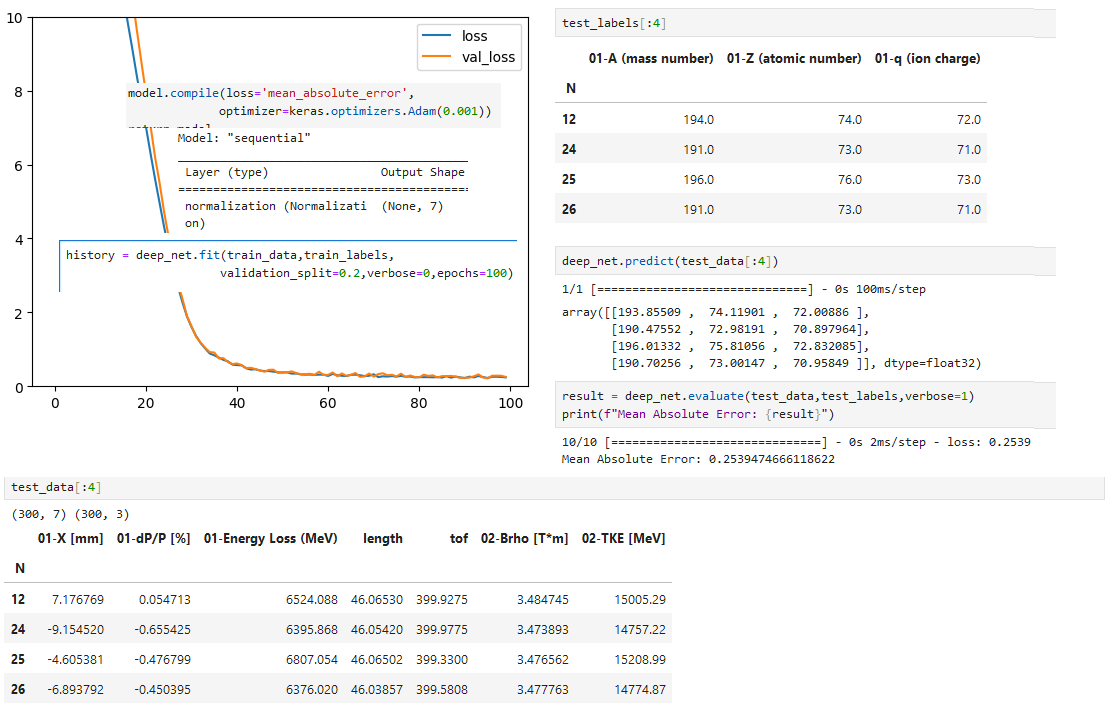 10
8
6
4
2
0
0 20 40 60 80 100
loss
val_loss
model.compile(loss='mean_absolute_error',
optimizer=keras.optimizers.Adam(0.001))
Model: "sequential"
Layer (type) Output Shape
normalization (Normalizati (None, 7)
on)
history = deep_net.fit(train_data,train_labels,
validation_split=0.2,verbose=0,epochs=100)
test_labels[:4]
01-A (mass number) 01-Z (atomic number) 01-q (ion charge)
N
12 194.0 74.0 72.0
24 191.0 73.0 71.0
25 196.0 76.0 73.0
26 191.0 73.0 71.0
deep_net.predict(test_data[:4])
1/1 [==============================] - 0s 100ms/step
array([[193.85509 , 74.11901 , 72.00886 ],
[190.47552 , 72.98191 , 70.897964],
[196.01332 , 75.81056 , 72.832085],
[190.70256 , 73.00147 , 70.95849 ]], dtype=float32)
result = deep_net.evaluate(test_data,test_labels,verbose=1)
print(f"Mean Absolute Error: {result}")
10/10 [==============================] - 0s 2ms/step - loss: 0.2539
Mean Absolute Error: 0.2539474666118622
test_data[:4]
(300, 7) (300, 3)
01-X [mm] 01-dP/P [%] 01-Energy Loss (MeV) length tof 02-Brho [T*m] 02-TKE [MeV]
N
12 7.176769 0.054713 6524.088 46.06530 399.9275 3.484745 15005.29
24 -9.154520 -0.655425 6395.868 46.05420 399.9775 3.473893 14757.22
25 -4.605381 -0.476799 6807.054 46.06502 399.3300 3.476562 15208.99
26 -6.893792 -0.450395 6376.020 46.03857 399.5808 3.477763 14774.87